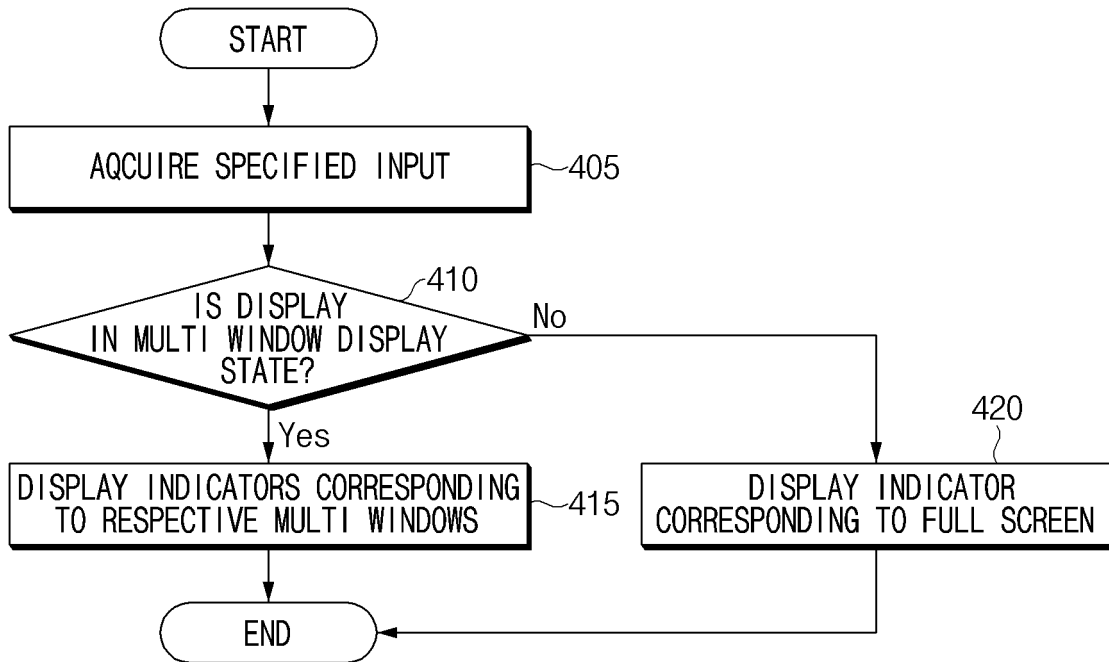 START
AQCUIRE SPECIFIED INPUT
405
410
IS DISPLAY
IN MULTI WINDOW DISPLAY
STATE?
No
Yes
DISPLAY INDICATORS CORRESPONDING
TO RESPECTIVE MULTI WINDOWS
415
420
DISPLAY INDICATOR
CORRESPONDING TO FULL SCREEN
END